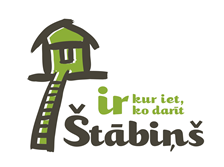 ir kur iet,
ko darīt
Štābiņš